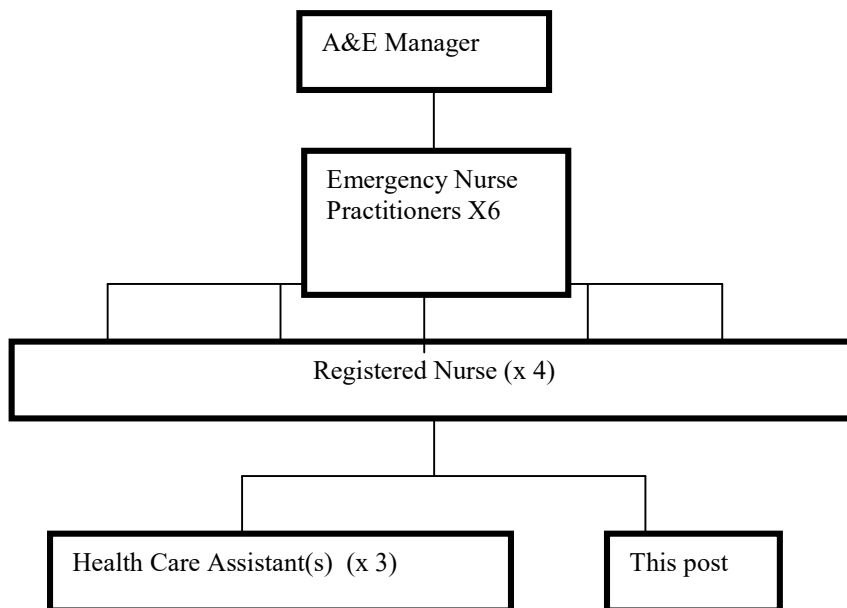 A&E Manager
Emergency Nurse
Practitioners X6
Registered Nurse (x 4)
Health Care Assistant(s)  (x 3)
This post